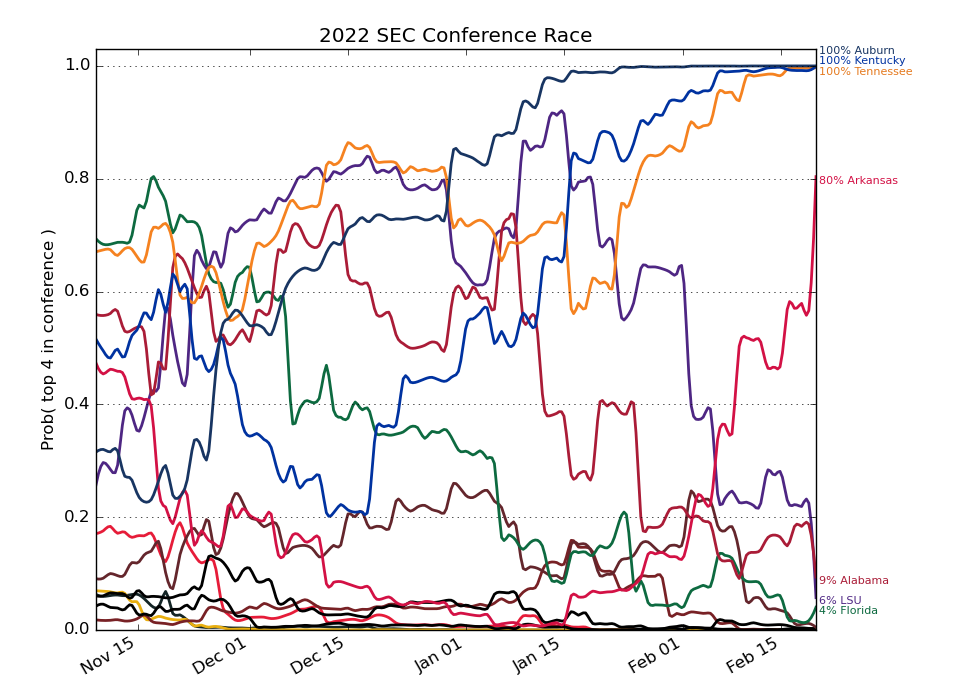 2022 SEC Conference Race
Prob( top 4 in conference )
1.0
0.8
0.6
0.4
0.2
0.0
Nov 15
Dec 01
Dec 15
Jan 01
Jan 15
Feb 01
Feb 15
100% Auburn
100% Kentucky
100% Tennessee
80% Arkansas
9% Alabama
6% LSU
4% Florida